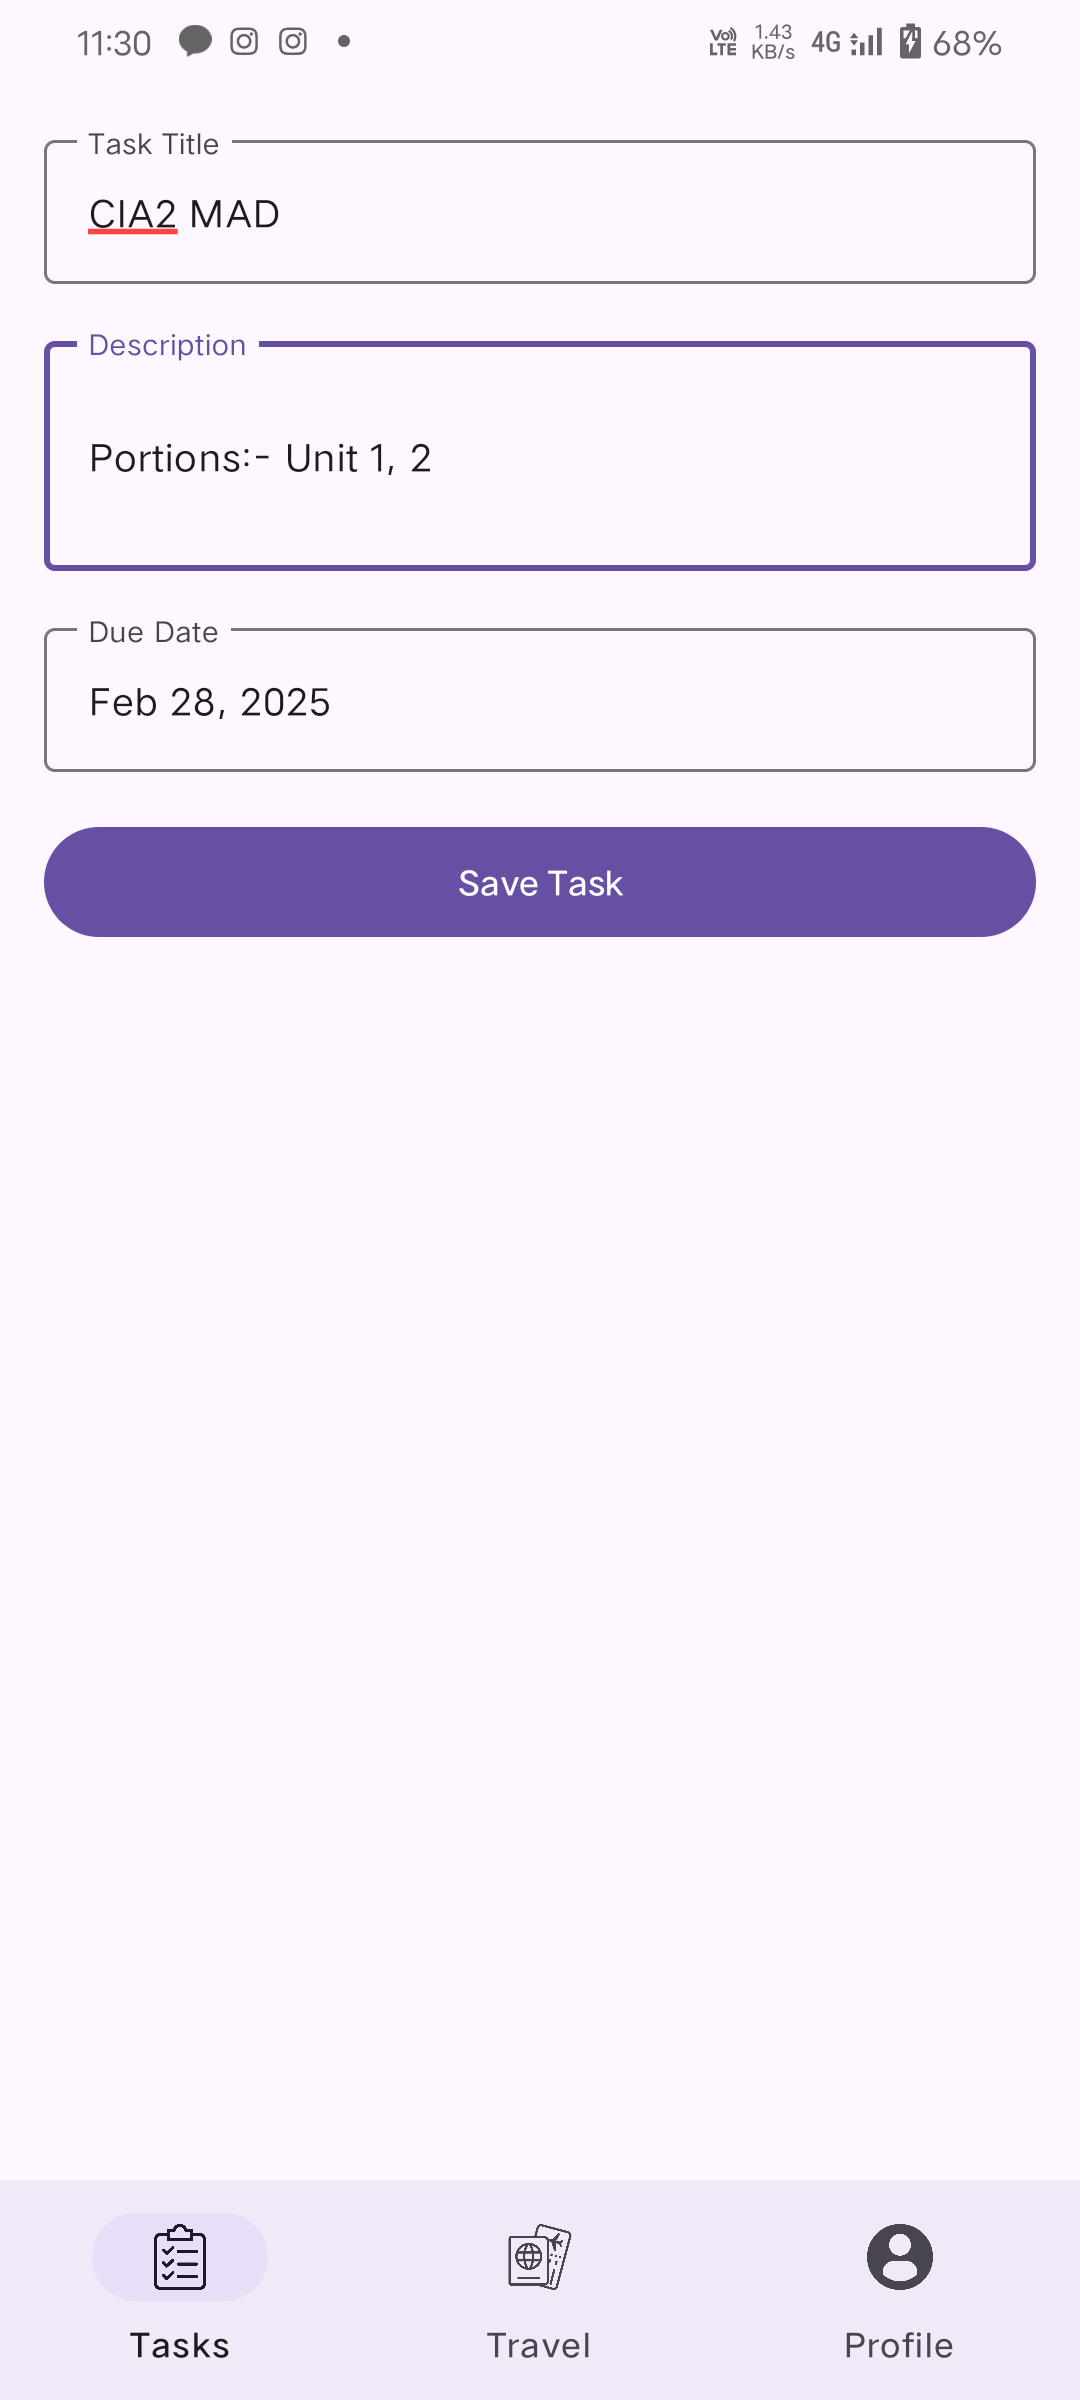 11:30 Vo)) LTE 1.43 KB/s 4G 68%
Task Title
CIA2 MAD
Description
Portions:- Unit 1, 2
Due Date
Feb 28, 2025
Save Task
Tasks Travel Profile